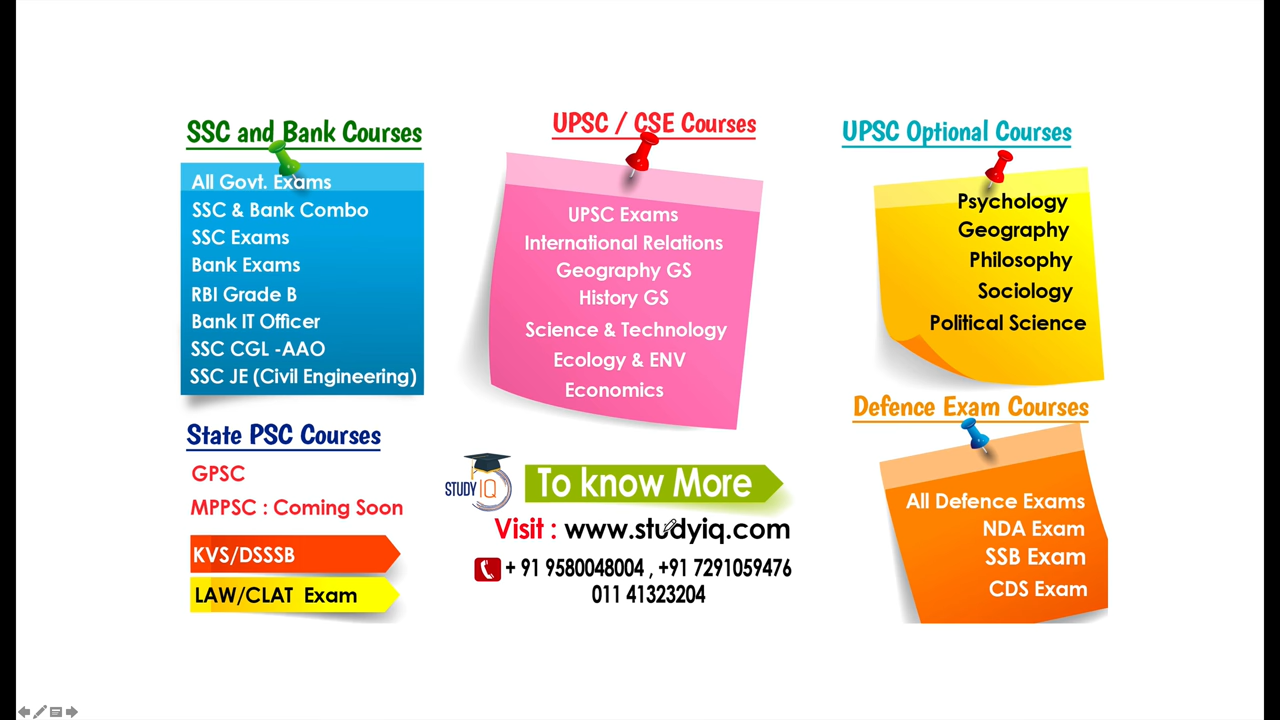 SSC and Bank Courses
All Govt. Exams
SSC & Bank Combo
SSC Exams
Bank Exams
RBI Grade B
Bank IT Officer
SSC CGL -AAO
SSC JE (Civil Engineering)
State PSC Courses
GPSC
MPPSC : Coming Soon
KVS/DSSSB
LAW/CLAT Exam
UPSC / CSE Courses
UPSC Exams
International Relations
Geography GS
History GS
Science & Technology
Ecology & ENV
Economics
STUDY IQ
To know More
Visit : www.studyiq.com
+ 91 9580048004 , +91 7291059476
011 41323204
UPSC Optional Courses
Psychology
Geography
Philosophy
Sociology
Political Science
Defence Exam Courses
All Defence Exams
NDA Exam
SSB Exam
CDS Exam